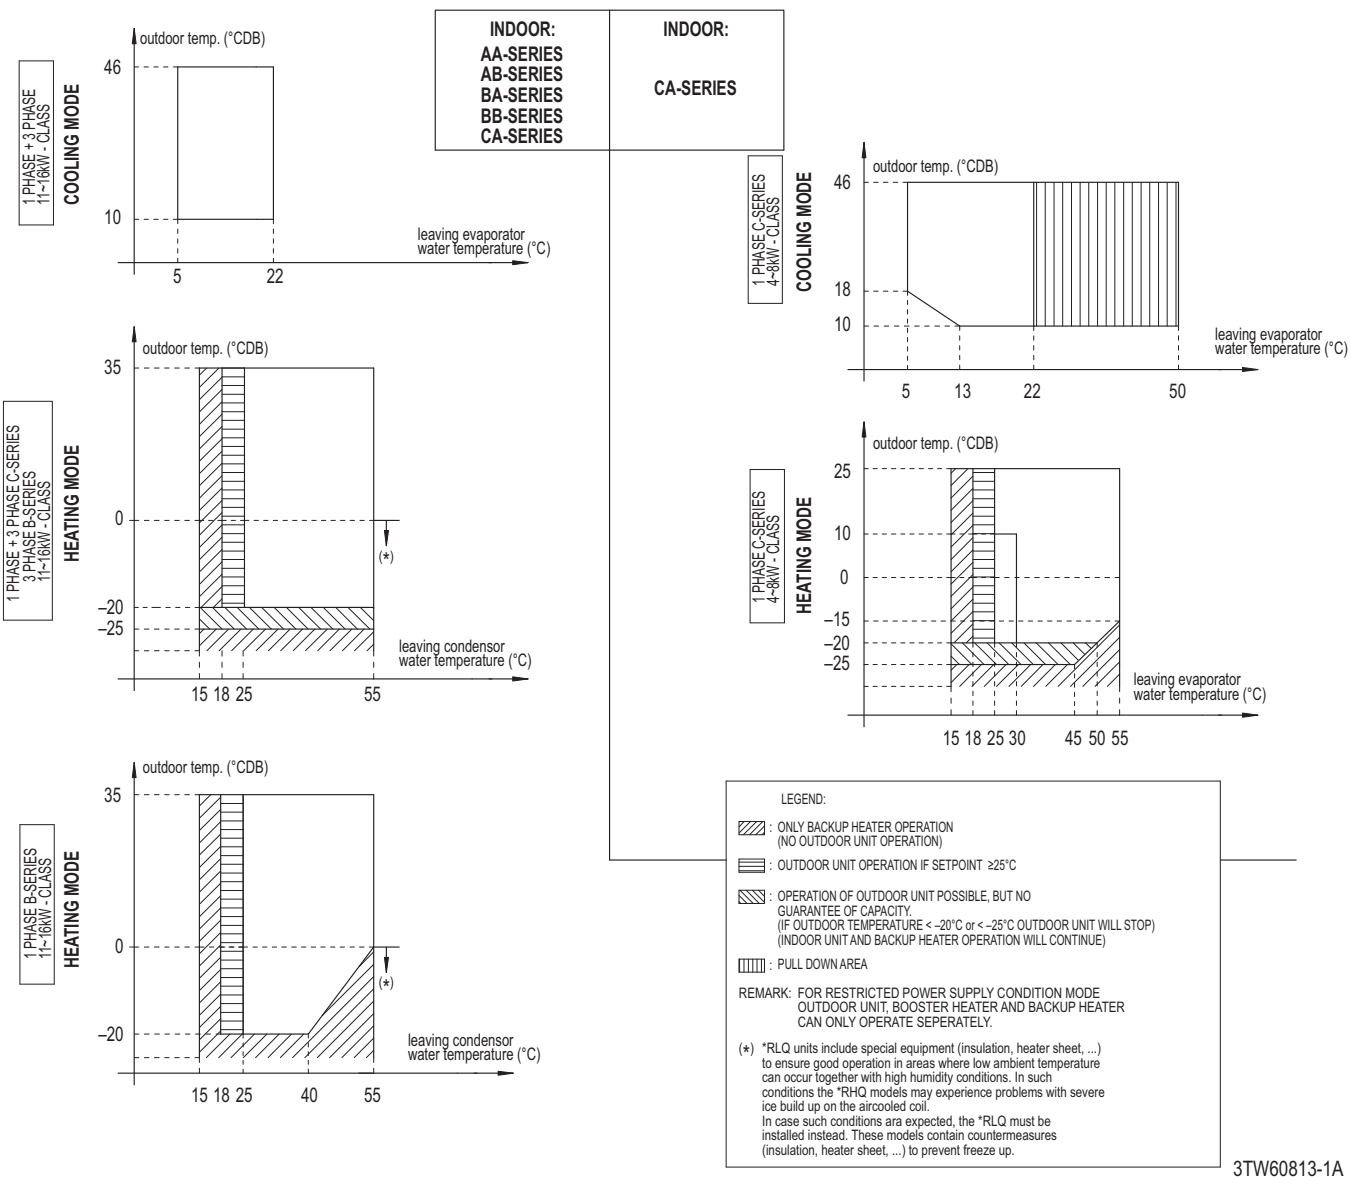 INDOOR:
AA-SERIES
AB-SERIES
BA-SERIES
BB-SERIES
CA-SERIES
INDOOR:
CA-SERIES
1 PHASE + 3 PHASE
11~16kW - CLASS
COOLING MODE
outdoor temp. (°CDB)
46
10
5
22
leaving evaporator
water temperature (°C)
1 PHASE + 3 PHASE C-SERIES
3 PHASE B-SERIES
11~16kW - CLASS
HEATING MODE
outdoor temp. (°CDB)
35
0
(*)
–20
–25
15 18 25 55
leaving condensor
water temperature (°C)
1 PHASE B-SERIES
11~16kW - CLASS
HEATING MODE
outdoor temp. (°CDB)
35
0
(*)
–20
15 18 25 40 55
leaving condensor
water temperature (°C)
1 PHASE C-SERIES
4~8kW - CLASS
COOLING MODE
outdoor temp. (°CDB)
46
18
10
5 13 22 50
leaving evaporator
water temperature (°C)
1 PHASE C-SERIES
4~8kW - CLASS
HEATING MODE
outdoor temp. (°CDB)
25
10
0
–15
–20
–25
15 18 25 30 45 50 55
leaving evaporator
water temperature (°C)
LEGEND:
: ONLY BACKUP HEATER OPERATION
(NO OUTDOOR UNIT OPERATION)
: OUTDOOR UNIT OPERATION IF SETPOINT ≥25°C
: OPERATION OF OUTDOOR UNIT POSSIBLE, BUT NO
GUARANTEE OF CAPACITY.
(IF OUTDOOR TEMPERATURE < –20°C or < –25°C OUTDOOR UNIT WILL STOP)
(INDOOR UNIT AND BACKUP HEATER OPERATION WILL CONTINUE)
: PULL DOWN AREA
REMARK: FOR RESTRICTED POWER SUPPLY CONDITION MODE
OUTDOOR UNIT, BOOSTER HEATER AND BACKUP HEATER
CAN ONLY OPERATE SEPERATELY.
(*) *RLQ units include special equipment (insulation, heater sheet, ...)
to ensure good operation in areas where low ambient temperature
can occur together with high humidity conditions. In such
conditions the *RHQ models may experience problems with severe
ice build up on the aircooled coil.
In case such conditions ara expected, the *RLQ must be
installed instead. These models contain countermeasures
(insulation, heater sheet, ...) to prevent freeze up.
3TW60813-1A